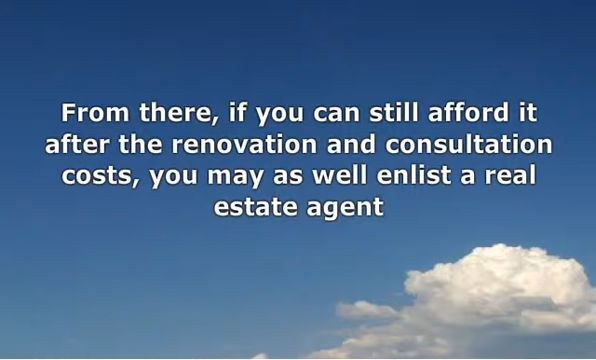 From there, if you can still afford it
after the renovation and consultation
costs, you may as well enlist a real
estate agent